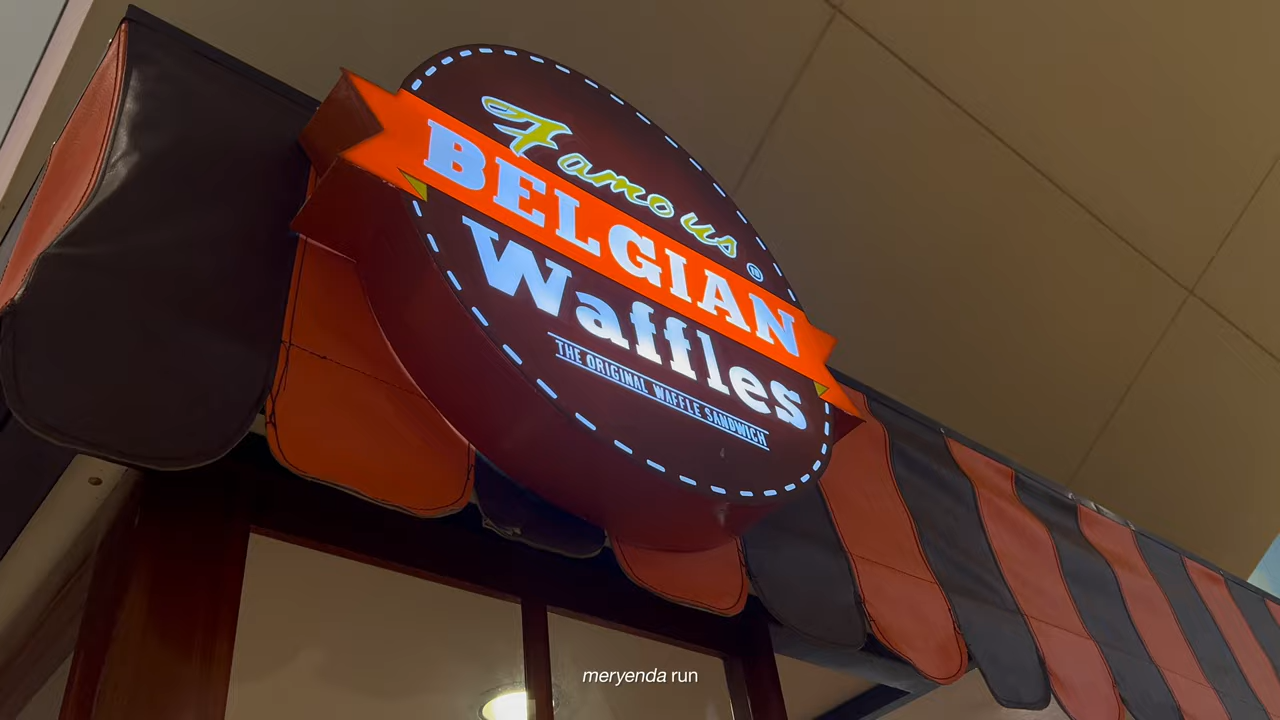 Famous
BELGIAN
Waffles
THE ORIGINAL WAFFLE SANDWICH
meryenda run